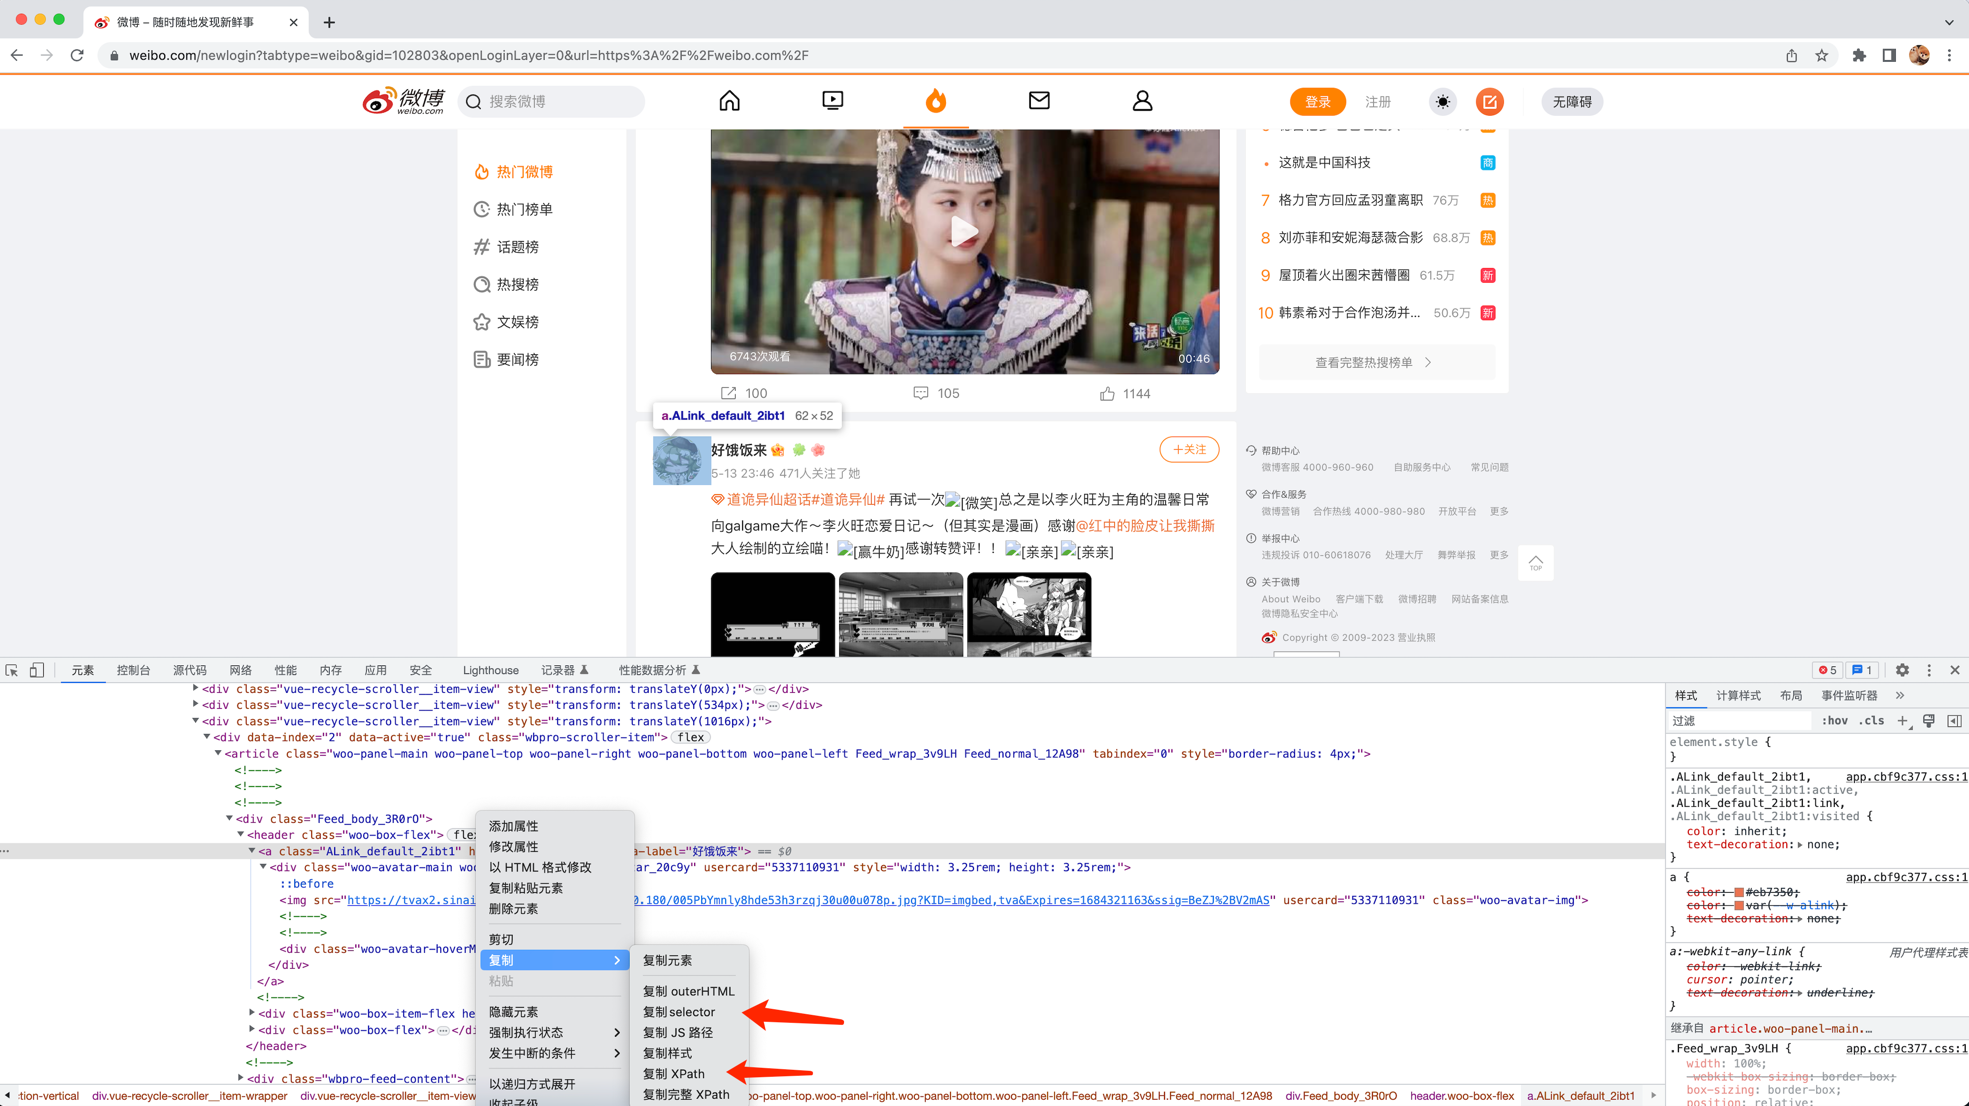 微博 – 随时随地发现新鲜事
weibo.com/newlogin?tabtype=weibo&gid=102803&openLoginLayer=0&url=https%3A%2F%2Fweibo.com%2F
微博
weibo.com
搜索微博
登录
注册
无障碍
热门微博
热门榜单
话题榜
热搜榜
文娱榜
要闻榜
6743次观看
00:46
100
105
1144
• 这就是中国科技 商
7 格力官方回应孟羽童离职 76万 热
8 刘亦菲和安妮海瑟薇合影 68.8万 热
9 屋顶着火出圈宋茜懵圈 61.5万 新
10 韩素希对于合作泡汤并... 50.6万 新
查看完整热搜榜单
a.ALink_default_2ibt1 62 × 52
好饿饭来
+关注
5-13 23:46 471人关注了她
道诡异仙超话#道诡异仙# 再试一次[微笑]总之是以李火旺为主角的温馨日常
向galgame大作～李火旺恋爱日记～（但其实是漫画）感谢@红中的脸皮让我撕撕
大人绘制的立绘喵！[赢牛奶]感谢转赞评！！[亲亲][亲亲]
帮助中心
微博客服 4000-960-960 自助服务中心 常见问题
合作&服务
微博营销 合作热线 4000-980-980 开放平台 更多
举报中心
违规投诉 010-60618076 处理大厅 舞弊举报 更多
关于微博
About Weibo 客户端下载 微博招聘 网站备案信息
微博隐私安全中心
Copyright © 2009-2023 营业执照
TOP
元素 控制台 源代码 网络 性能 内存 应用 安全 Lighthouse 记录器 性能数据分析 5 1
<div class="vue-recycle-scroller__item-view" style="transform: translateY(0px);">…</div>
<div class="vue-recycle-scroller__item-view" style="transform: translateY(534px);">…</div>
<div class="vue-recycle-scroller__item-view" style="transform: translateY(1016px);">
<div data-index="2" data-active="true" class="wbpro-scroller-item"> flex
<article class="woo-panel-main woo-panel-top woo-panel-right woo-panel-bottom woo-panel-left Feed_wrap_3v9LH Feed_normal_12A98" tabindex="0" style="border-radius: 4px;">
<!---->
<!---->
<!---->
<div class="Feed_body_3R0rO">
<header class="woo-box-flex"> flex
<a class="ALink_default_2ibt1" h a-label="好饿饭来"> == $0
<div class="woo-avatar-main woo ar_20c9y" usercard="5337110931" style="width: 3.25rem; height: 3.25rem;">
::before
<img src="https://tvax2.sinai 0.180/005PbYmnly8hde53h3rzqj30u00u078p.jpg?KID=imgbed,tva&Expires=1684321163&ssig=BeZJ%2BV2mAS" usercard="5337110931" class="woo-avatar-img">
<!---->
<!---->
<div class="woo-avatar-hoverM
</div>
</a>
<!---->
<div class="woo-box-item-flex he
<div class="woo-box-flex">…</di
</header>
<!---->
<div class="wbpro-feed-content">…
添加属性
修改属性
以 HTML 格式修改
复制粘贴元素
删除元素
剪切
复制
粘贴
隐藏元素
强制执行状态
发生中断的条件
以递归方式展开
收起子级
复制元素
复制 outerHTML
复制 selector
复制 JS 路径
复制样式
复制 XPath
复制完整 XPath
样式 计算样式 布局 事件监听器
过滤 :hov .cls
element.style {
}
.ALink_default_2ibt1, app.cbf9c377.css:1
.ALink_default_2ibt1:active,
.ALink_default_2ibt1:link,
.ALink_default_2ibt1:visited {
color: inherit;
text-decoration: none;
}
a { app.cbf9c377.css:1
color: #eb7350;
color: var(--w-alink);
text-decoration: none;
}
a:-webkit-any-link { 用户代理样式表
color: -webkit-link;
cursor: pointer;
text-decoration: underline;
}
继承自 article.woo-panel-main.…
.Feed_wrap_3v9LH { app.cbf9c377.css:1
width: 100%;
-webkit-box-sizing: border-box;
box-sizing: border-box;
position: relative;
ction-vertical div.vue-recycle-scroller__item-wrapper div.vue-recycle-scroller__item-view oo-panel-top.woo-panel-right.woo-panel-bottom.woo-panel-left.Feed_wrap_3v9LH.Feed_normal_12A98 div.Feed_body_3R0rO header.woo-box-flex a.ALink_default_2ibt1